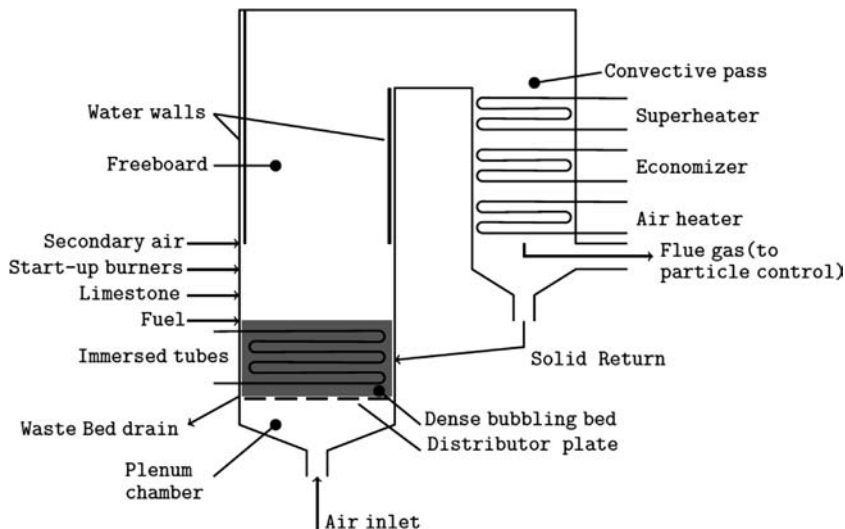 Convective pass
Water walls
Superheater
Freeboard
Economizer
Air heater
Secondary air
Flue gas(to
particle control)
Start-up burners
Limestone
Fuel
Immersed tubes
Solid Return
Dense bubbling bed
Waste Bed drain
Distributor plate
Plenum
chamber
Air inlet